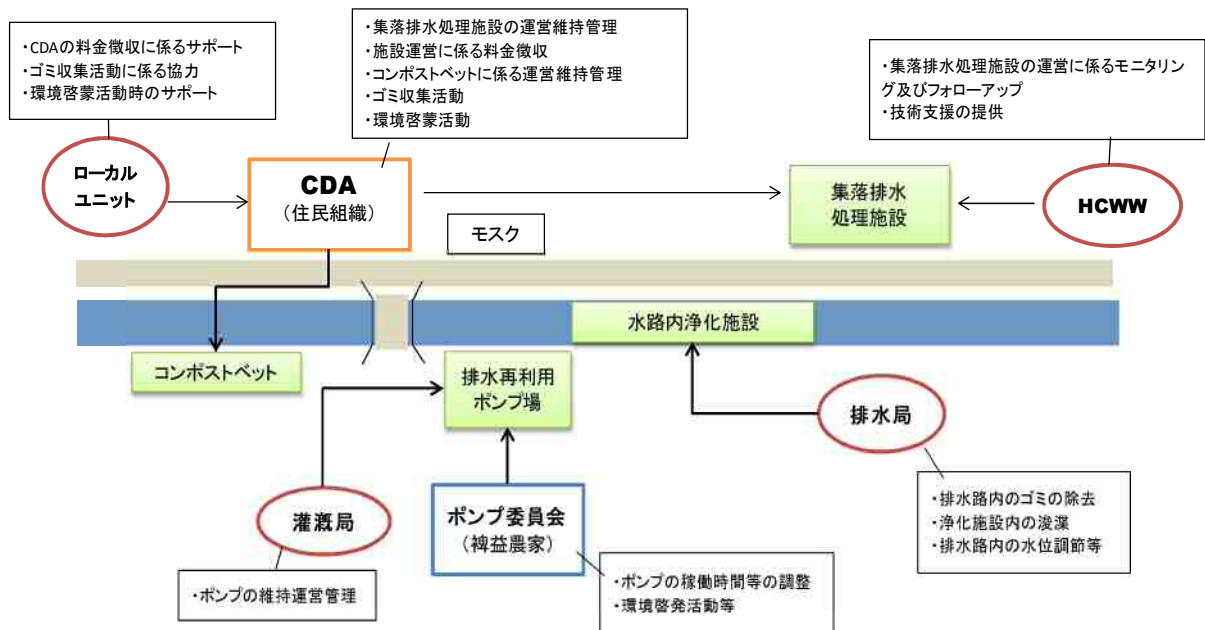 ・CDAの料金徴収に係るサポート
・ゴミ収集活動に係る協力
・環境啓蒙活動時のサポート
・集落排水処理施設の運営維持管理
・施設運営に係る料金徴収
・コンポストベットに係る運営維持管理
・ゴミ収集活動
・環境啓蒙活動
・集落排水処理施設の運営に係るモニタリン
グ及びフォローアップ
・技術支援の提供
ローカル
ユニット
CDA
（住民組織）
モスク
集落排水
処理施設
HCWW
水路内浄化施設
コンポストベット
排水再利用
ポンプ場
排水局
灌漑局
ポンプ委員会
（裨益農家）
・排水路内のゴミの除去
・浄化施設内の浚渫
・排水路内の水位調節等
・ポンプの維持運営管理
・ポンプの稼働時間等の調整
・環境啓発活動等